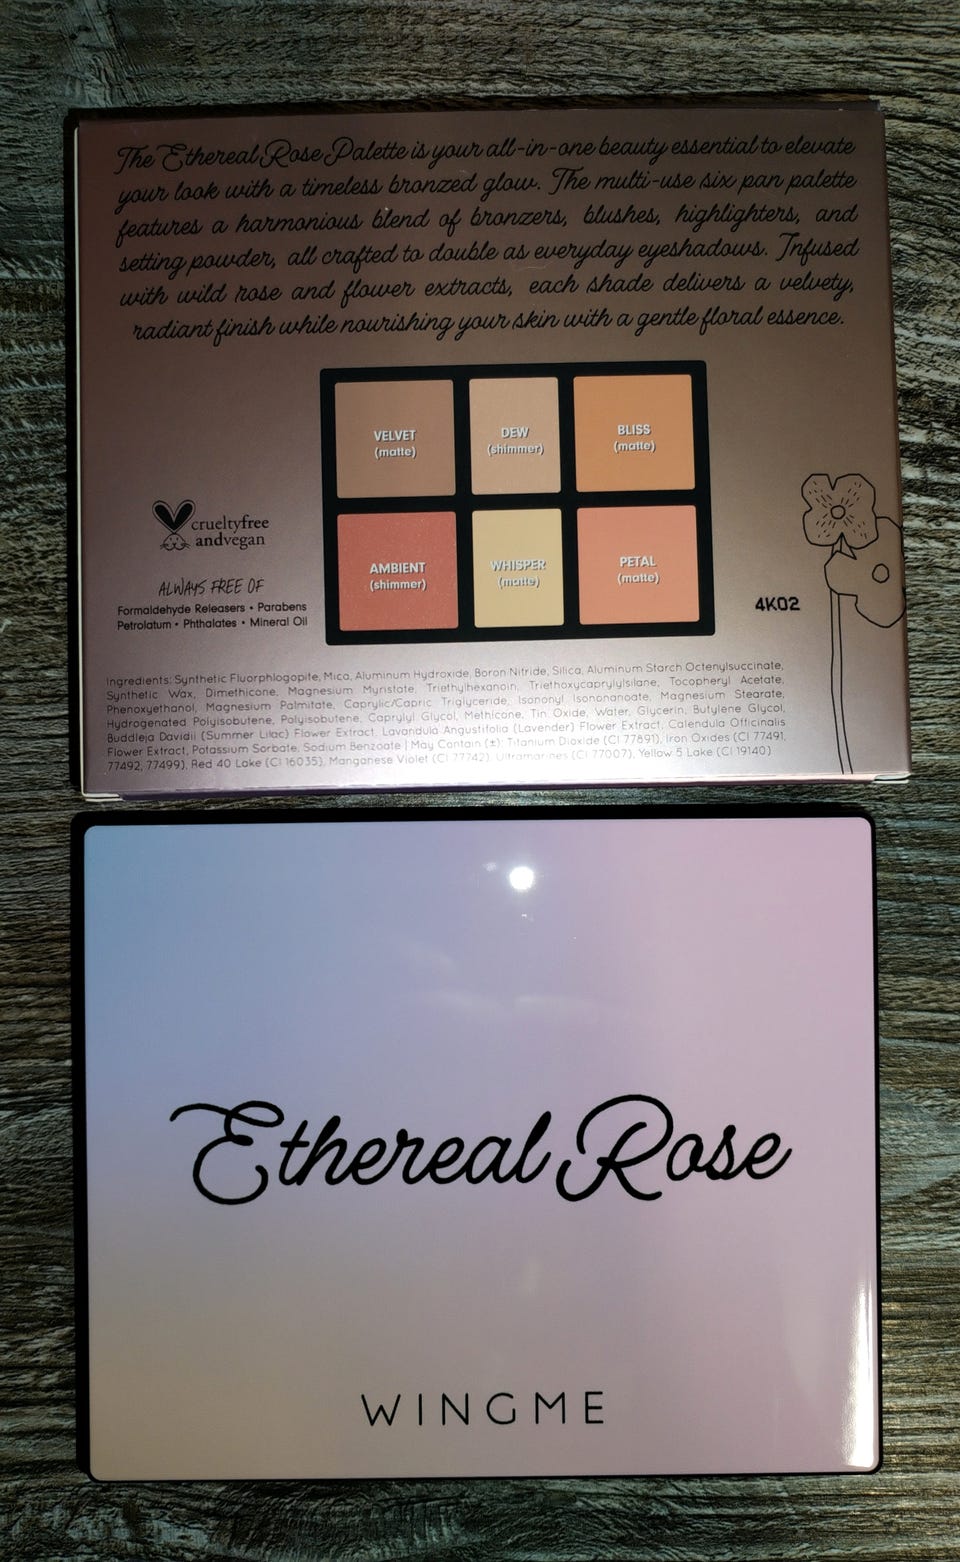 The Ethereal Rose Palette is your all-in-one beauty essential to elevate
your look with a timeless bronzed glow. The multi-use six pan palette
features a harmonious blend of bronzers, blushes, highlighters, and
setting powder, all crafted to double as everyday eyeshadows. Infused
with wild rose and flower extracts, each shade delivers a velvety,
radiant finish while nourishing your skin with a gentle floral essence.
VELVET
(matte)
DEW
(shimmer)
BLISS
(matte)
AMBIENT
(shimmer)
WHISPER
(matte)
PETAL
(matte)
crueltyfree
andvegan
ALWAYS FREE OF
Formaldehyde Releasers • Parabens
Petrolatum • Phthalates • Mineral Oil
4K02
Ingredients: Synthetic Fluorphlogopite, Mica, Aluminum Hydroxide, Boron Nitride, Silica, Aluminum Starch Octenylsuccinate,
Synthetic Wax, Dimethicone, Magnesium Myristate, Triethylhexanoin, Triethoxycaprylylsilane, Tocopheryl Acetate,
Phenoxyethanol, Magnesium Palmitate, Caprylic/Capric Triglyceride, Isononyl Isononanoate, Magnesium Stearate,
Hydrogenated Polyisobutene, Polyisobutene, Caprylyl Glycol, Methicone, Tin Oxide, Water, Glycerin, Butylene Glycol,
Buddleja Davidii (Summer Lilac) Flower Extract, Lavandula Angustifolia (Lavender) Flower Extract, Calendula Officinalis
Flower Extract, Potassium Sorbate, Sodium Benzoate | May Contain (±): Titanium Dioxide (CI 77891), Iron Oxides (CI 77491,
77492, 77499), Red 40 Lake (CI 16035), Manganese Violet (CI 77742), Ultramarines (CI 77007), Yellow 5 Lake (CI 19140)
Ethereal Rose
WINGME